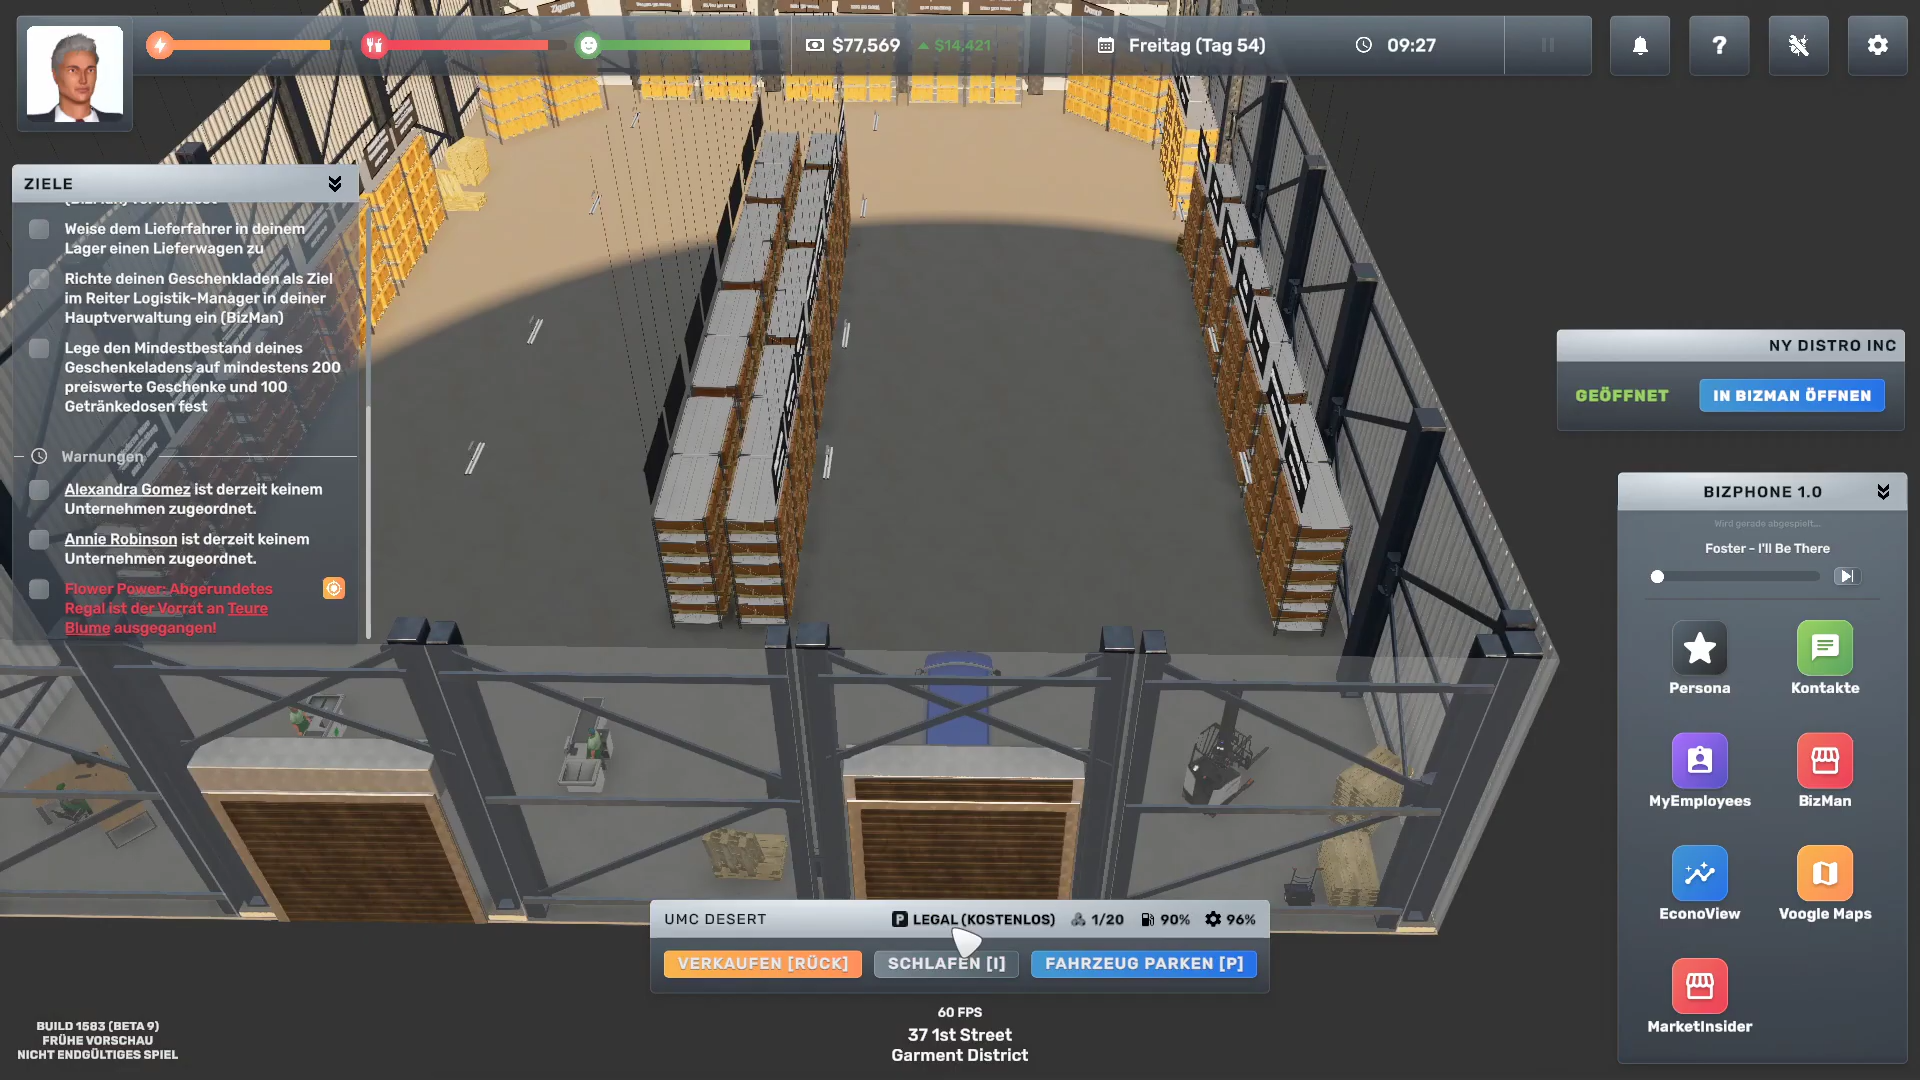 $77,569
$14,421
Freitag (Tag 54)
09:27
?
ZIELE
Weise dem Lieferfahrer in deinem
Lager einen Lieferwagen zu
Richte deinen Geschenkladen als Ziel
im Reiter Logistik-Manager in deiner
Hauptverwaltung ein (BizMan)
Lege den Mindestbestand deines
Geschenkeladens auf mindestens 200
preiswerte Geschenke und 100
Getränkedosen fest
Warnungen
Alexandra Gomez ist derzeit keinem
Unternehmen zugeordnet.
Annie Robinson ist derzeit keinem
Unternehmen zugeordnet.
Flower Power: Abgerundetes
Regal ist der Vorrat an Teure
Blume ausgegangen!
NY DISTRO INC
GEÖFFNET
IN BIZMAN ÖFFNEN
BIZPHONE 1.0
Wird gerade abgespielt...
Foster - I'll Be There
Persona
Kontakte
MyEmployees
BizMan
EconoView
Voogle Maps
MarketInsider
UMC DESERT
P LEGAL (KOSTENLOS)
1/20
90%
96%
VERKAUFEN [RÜCK]
SCHLAFEN [I]
FAHRZEUG PARKEN [P]
60 FPS
37 1st Street
Garment District
BUILD 1583 (BETA 9)
FRÜHE VORSCHAU
NICHT ENDGÜLTIGES SPIEL